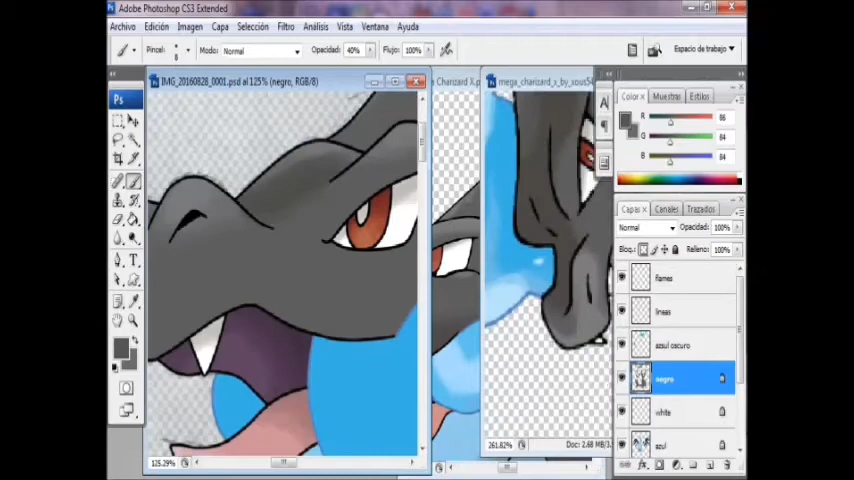 Adobe Photoshop CS3 Extended
Archivo Edición Imagen Capa Selección Filtro Análisis Vista Ventana Ayuda
Pincel: 8 Modo: Normal Opacidad: 40% Flujo: 100% Espacio de trabajo
IMG_20160828_0001.psd al 125% (negro, RGB/8)
Charizard X.p
mega_charizard_x_by_xous54
Ps
T
A
Color Muestras Estilos
R 86
G 84
B 84
Capas Canales Trazados
Normal Opacidad: 100%
Bloq.: Relleno: 100%
flames
lineas
azsul oscuro
negro
white
azul
125.29%
261.82% Doc: 2.68 M/3.